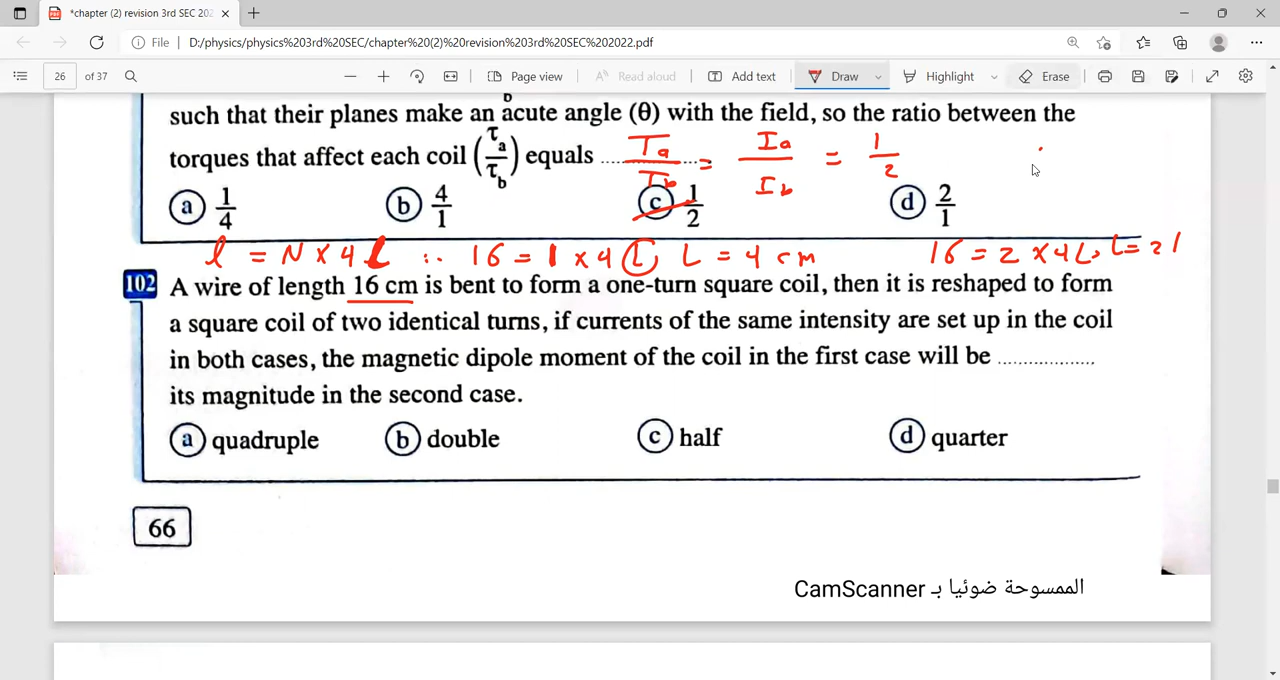 *chapter (2) revision 3rd SEC 202
File | D:/physics/physics%203rd%20SEC/chapter%20(2)%20revision%203rd%20SEC%202022.pdf
26 of 37 Page view Read aloud Add text Draw Highlight Erase
such that their planes make an acute angle (θ) with the field, so the ratio between the
torques that affect each coil (τa/τb) equals .......... Ta/Tb = Ia/Ib = 1/2
a 1/4 b 4/1 c 1/2 d 2/1
l = N × 4 L ∴ 16 = 1 × 4 L L = 4 cm 16 = 2 × 4L, L = 2
102 A wire of length 16 cm is bent to form a one-turn square coil, then it is reshaped to form
a square coil of two identical turns, if currents of the same intensity are set up in the coil
in both cases, the magnetic dipole moment of the coil in the first case will be ...................
its magnitude in the second case.
a quadruple b double c half d quarter
66
الممسوحة ضوئيا بـ CamScanner